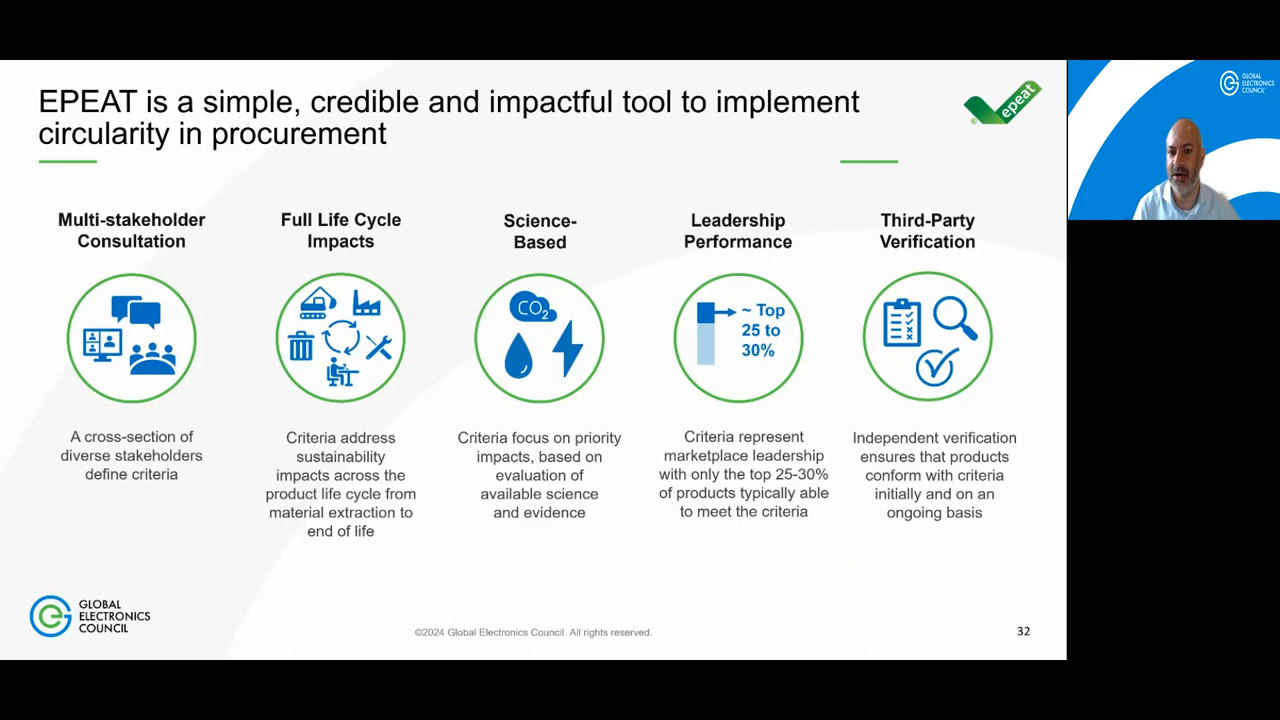 EPEAT is a simple, credible and impactful tool to implement
circularity in procurement
® epeat
GLOBAL
ELECTRONICS
COUNCIL
Multi-stakeholder
Consultation
A cross-section of
diverse stakeholders
define criteria
Full Life Cycle
Impacts
Criteria address
sustainability
impacts across the
product life cycle from
material extraction to
end of life
Science-
Based
CO2
Criteria focus on priority
impacts, based on
evaluation of
available science
and evidence
Leadership
Performance
~ Top
25 to
30%
Criteria represent
marketplace leadership
with only the top 25-30%
of products typically able
to meet the criteria
Third-Party
Verification
Independent verification
ensures that products
conform with criteria
initially and on an
ongoing basis
GLOBAL
ELECTRONICS
COUNCIL
©2024 Global Electronics Council. All rights reserved.
32